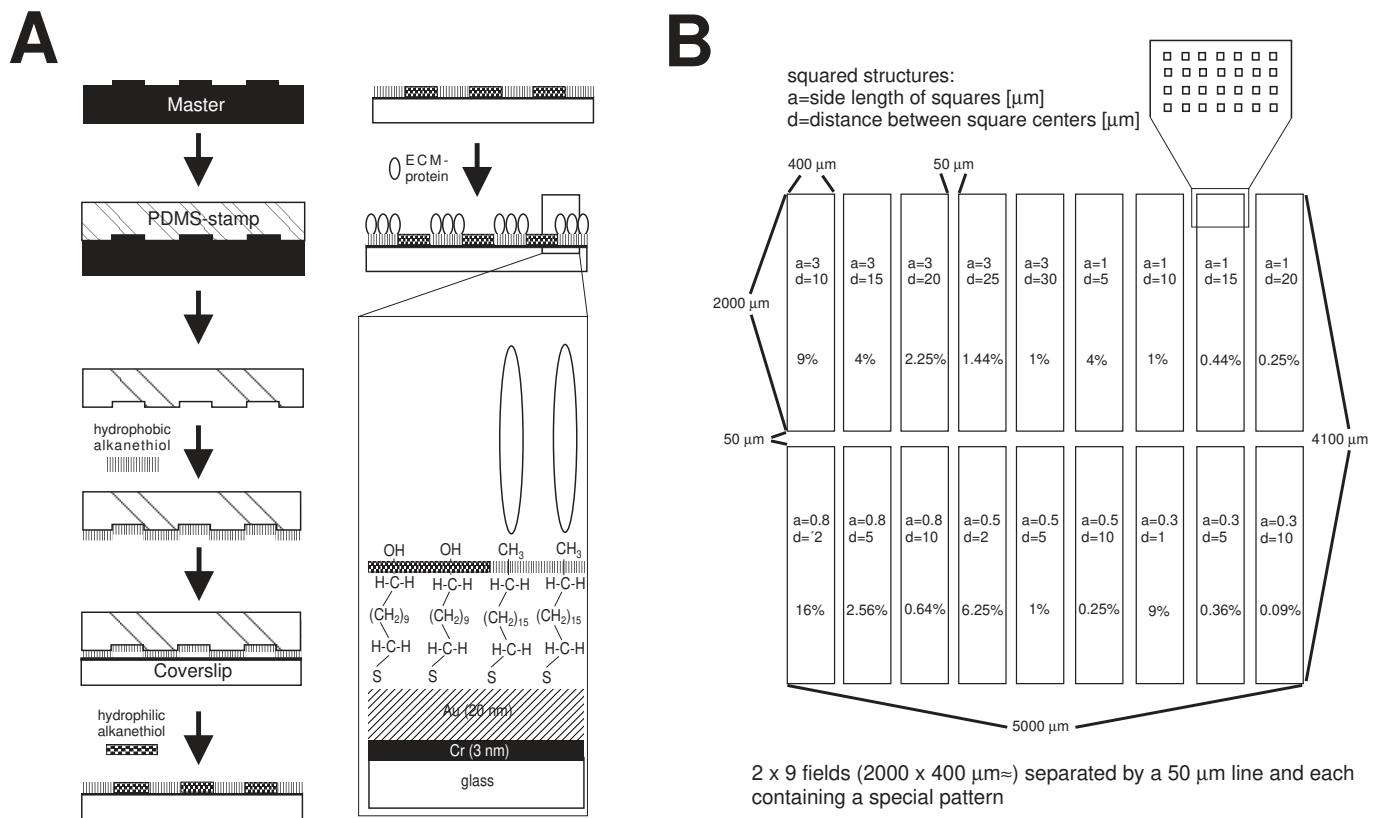 A
Master
PDMS-stamp
hydrophobic
alkanethiol
Coverslip
hydrophilic
alkanethiol
ECM-
protein
OH OH CH3 CH3
H-C-H H-C-H H-C-H H-C-H
(CH2)9 (CH2)9 (CH2)15 (CH2)15
H-C-H H-C-H H-C-H H-C-H
S S S S
Au (20 nm)
Cr (3 nm)
glass
B
squared structures:
a=side length of squares [μm]
d=distance between square centers [μm]
400 μm 50 μm
a=3 a=3 a=3 a=3 a=3 a=1 a=1 a=1 a=1
d=10 d=15 d=20 d=25 d=30 d=5 d=10 d=15 d=20
2000 μm
9% 4% 2.25% 1.44% 1% 4% 1% 0.44% 0.25%
50 μm
4100 μm
a=0.8 a=0.8 a=0.8 a=0.5 a=0.5 a=0.5 a=0.3 a=0.3 a=0.3
d=´2 d=5 d=10 d=2 d=5 d=10 d=1 d=5 d=10
16% 2.56% 0.64% 6.25% 1% 0.25% 9% 0.36% 0.09%
5000 μm
2 x 9 fields (2000 x 400 μm≈) separated by a 50 μm line and each
containing a special pattern